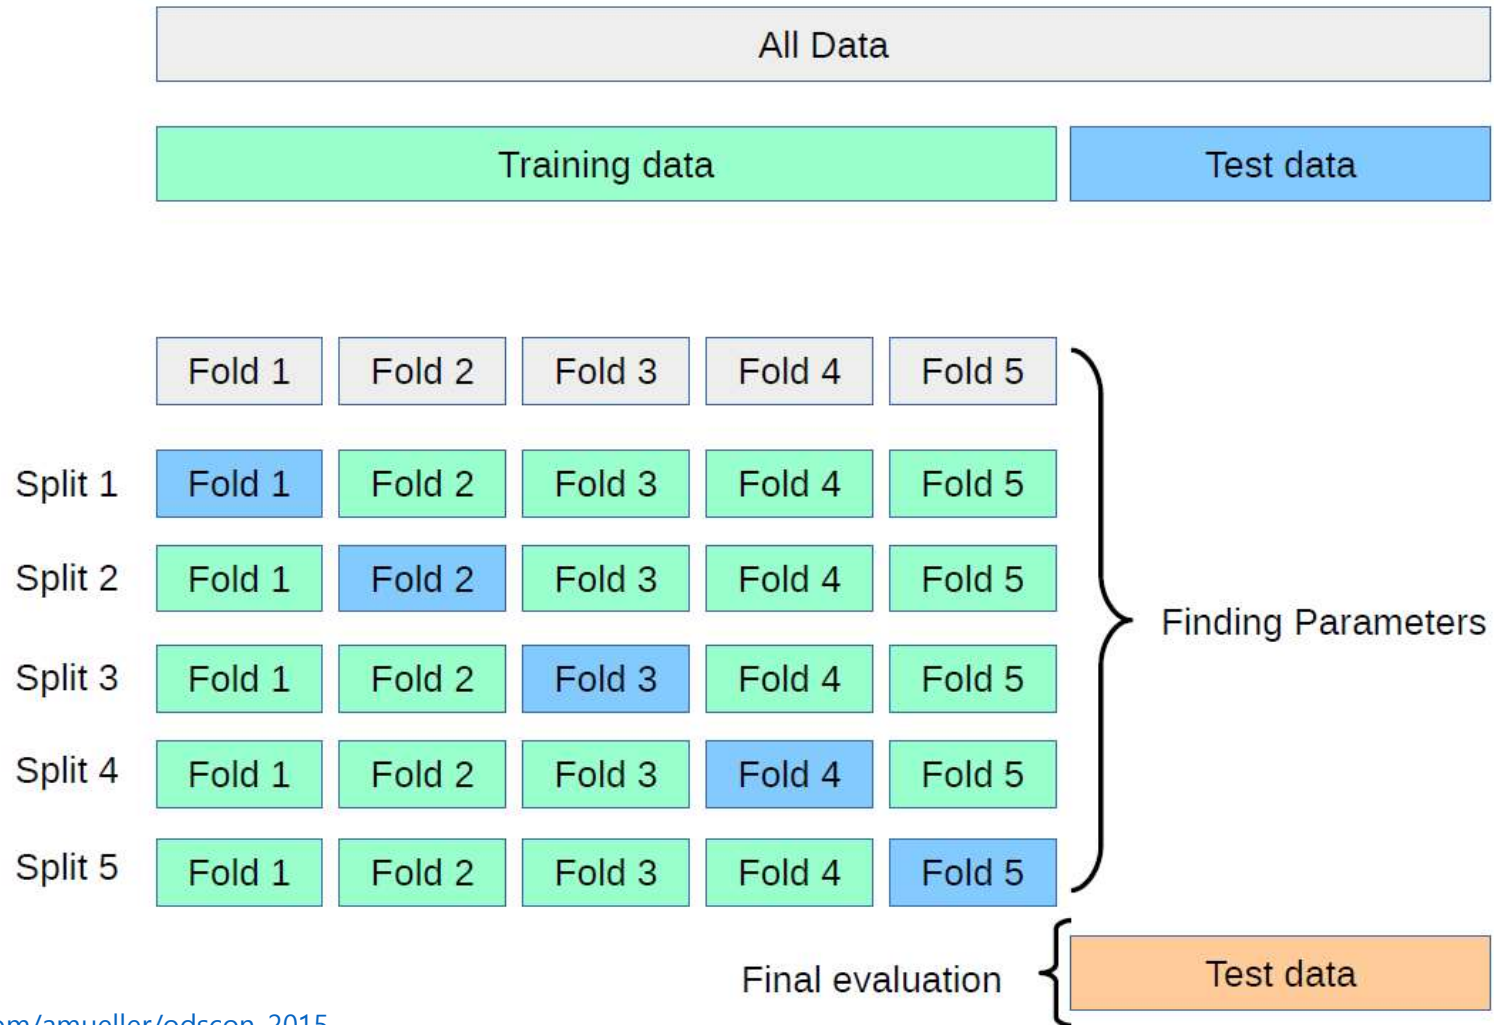 All Data
Training data Test data
Fold 1 Fold 2 Fold 3 Fold 4 Fold 5
Split 1 Fold 1 Fold 2 Fold 3 Fold 4 Fold 5
Split 2 Fold 1 Fold 2 Fold 3 Fold 4 Fold 5
Finding Parameters
Split 3 Fold 1 Fold 2 Fold 3 Fold 4 Fold 5
Split 4 Fold 1 Fold 2 Fold 3 Fold 4 Fold 5
Split 5 Fold 1 Fold 2 Fold 3 Fold 4 Fold 5
Final evaluation Test data